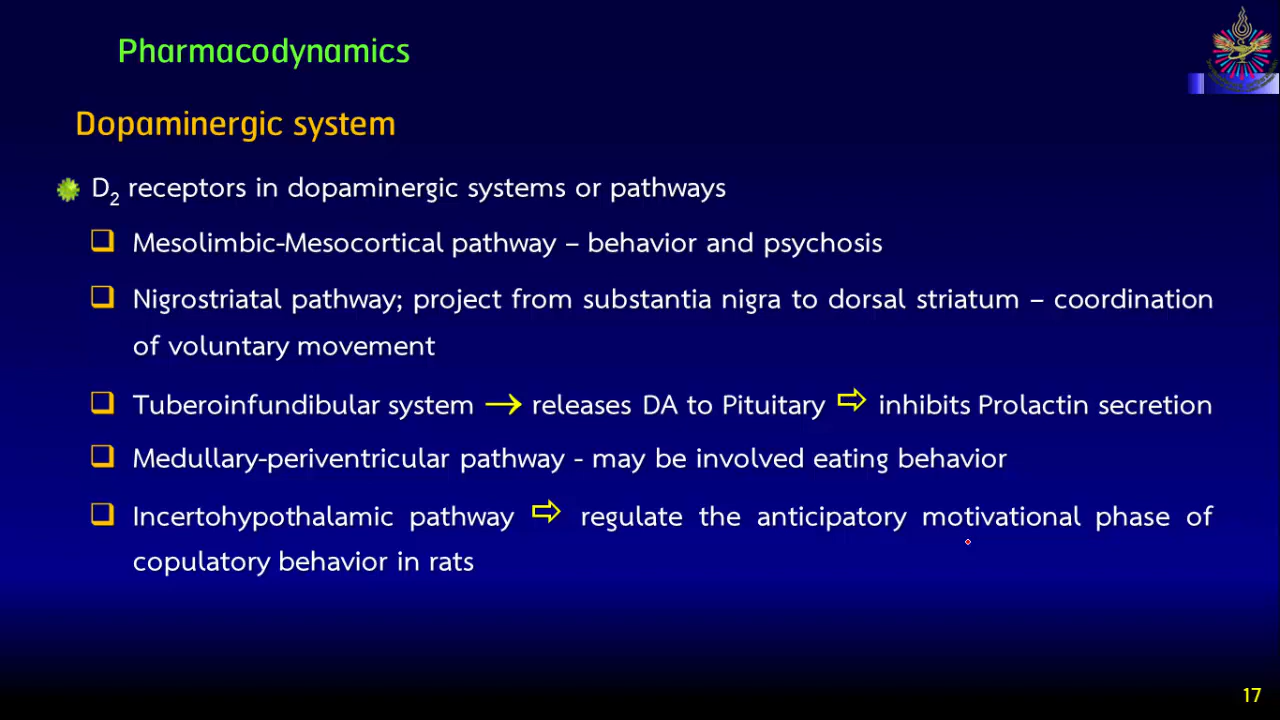 Pharmacodynamics
Dopaminergic system
D2 receptors in dopaminergic systems or pathways
Mesolimbic-Mesocortical pathway – behavior and psychosis
Nigrostriatal pathway; project from substantia nigra to dorsal striatum – coordination
of voluntary movement
Tuberoinfundibular system → releases DA to Pituitary ⇨ inhibits Prolactin secretion
Medullary-periventricular pathway - may be involved eating behavior
Incertohypothalamic pathway ⇨ regulate the anticipatory motivational phase of
copulatory behavior in rats
17